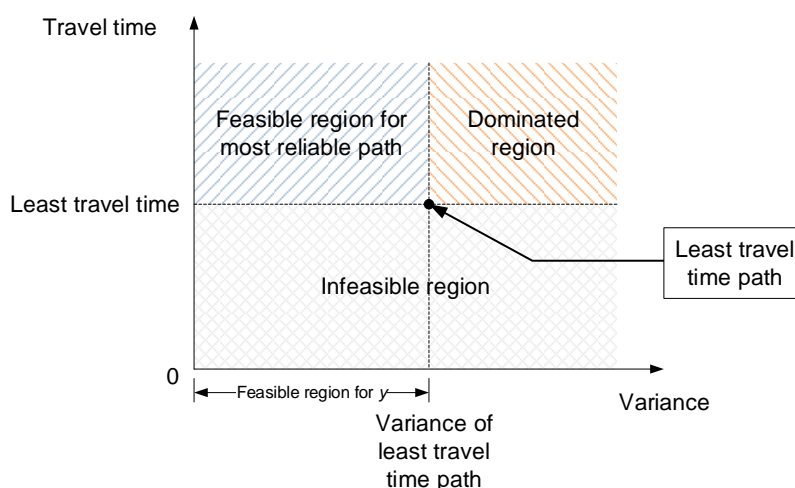 Travel time
Feasible region for
most reliable path
Dominated
region
Least travel time
Least travel
time path
Infeasible region
0
Feasible region for y
Variance
Variance of
least travel
time path